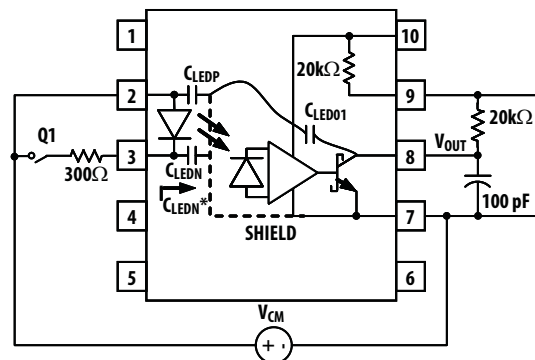 1
10
20kΩ
CLEDP
2
9
CLED01
20kΩ
Q1
3
8
VOUT
300Ω
CLEDN
CLEDN*
100 pF
4
7
SHIELD
5
6
VCM
+ -